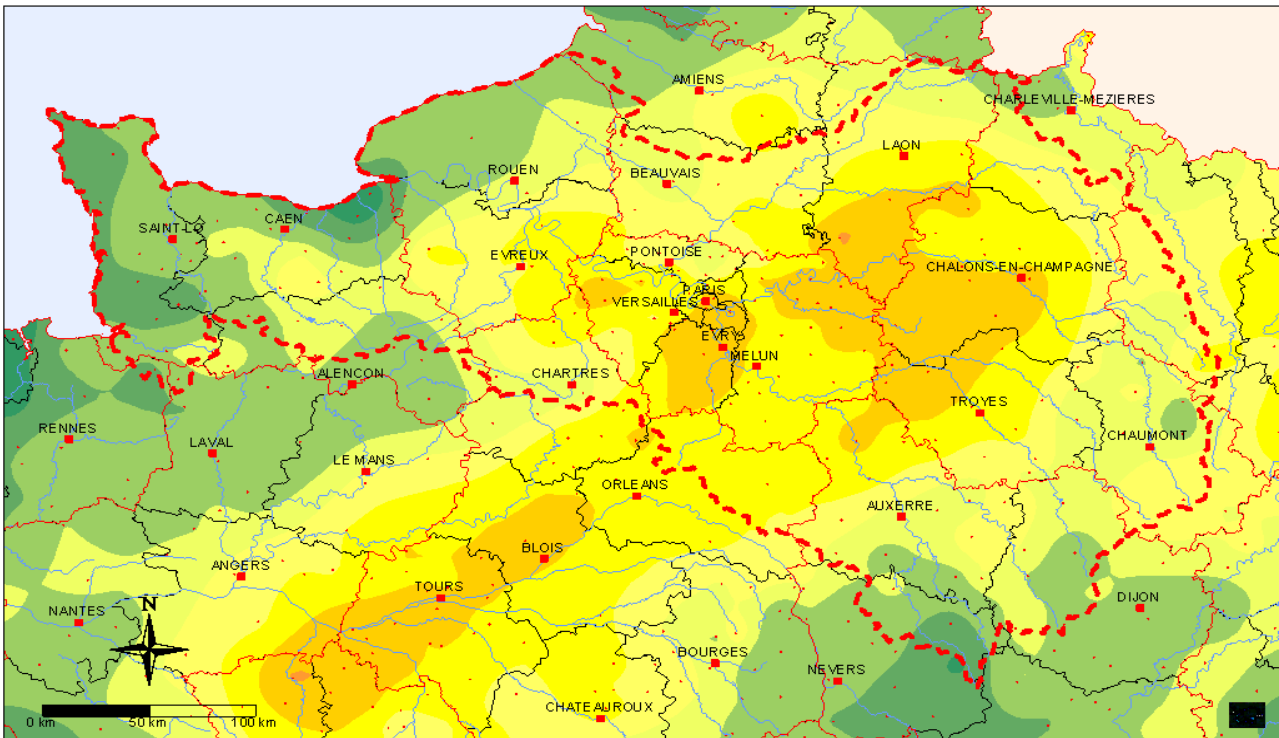 AMIENS
CHARLEVILLE-MEZIERES
LAON
ROUEN
BEAUVAIS
SAINT-LO
CAEN
EVREUX
PONTOISE
CHALONS-EN-CHAMPAGNE
PARIS
VERSAILLES
EVRY
MELUN
ALENCON
CHARTRES
TROYES
RENNES
LAVAL
LE MANS
CHAUMONT
ORLEANS
AUXERRE
BLOIS
ANGERS
TOURS
NANTES
N
DIJON
BOURGES
NEVERS
CHATEAUROUX
0 km 50 km 100 km